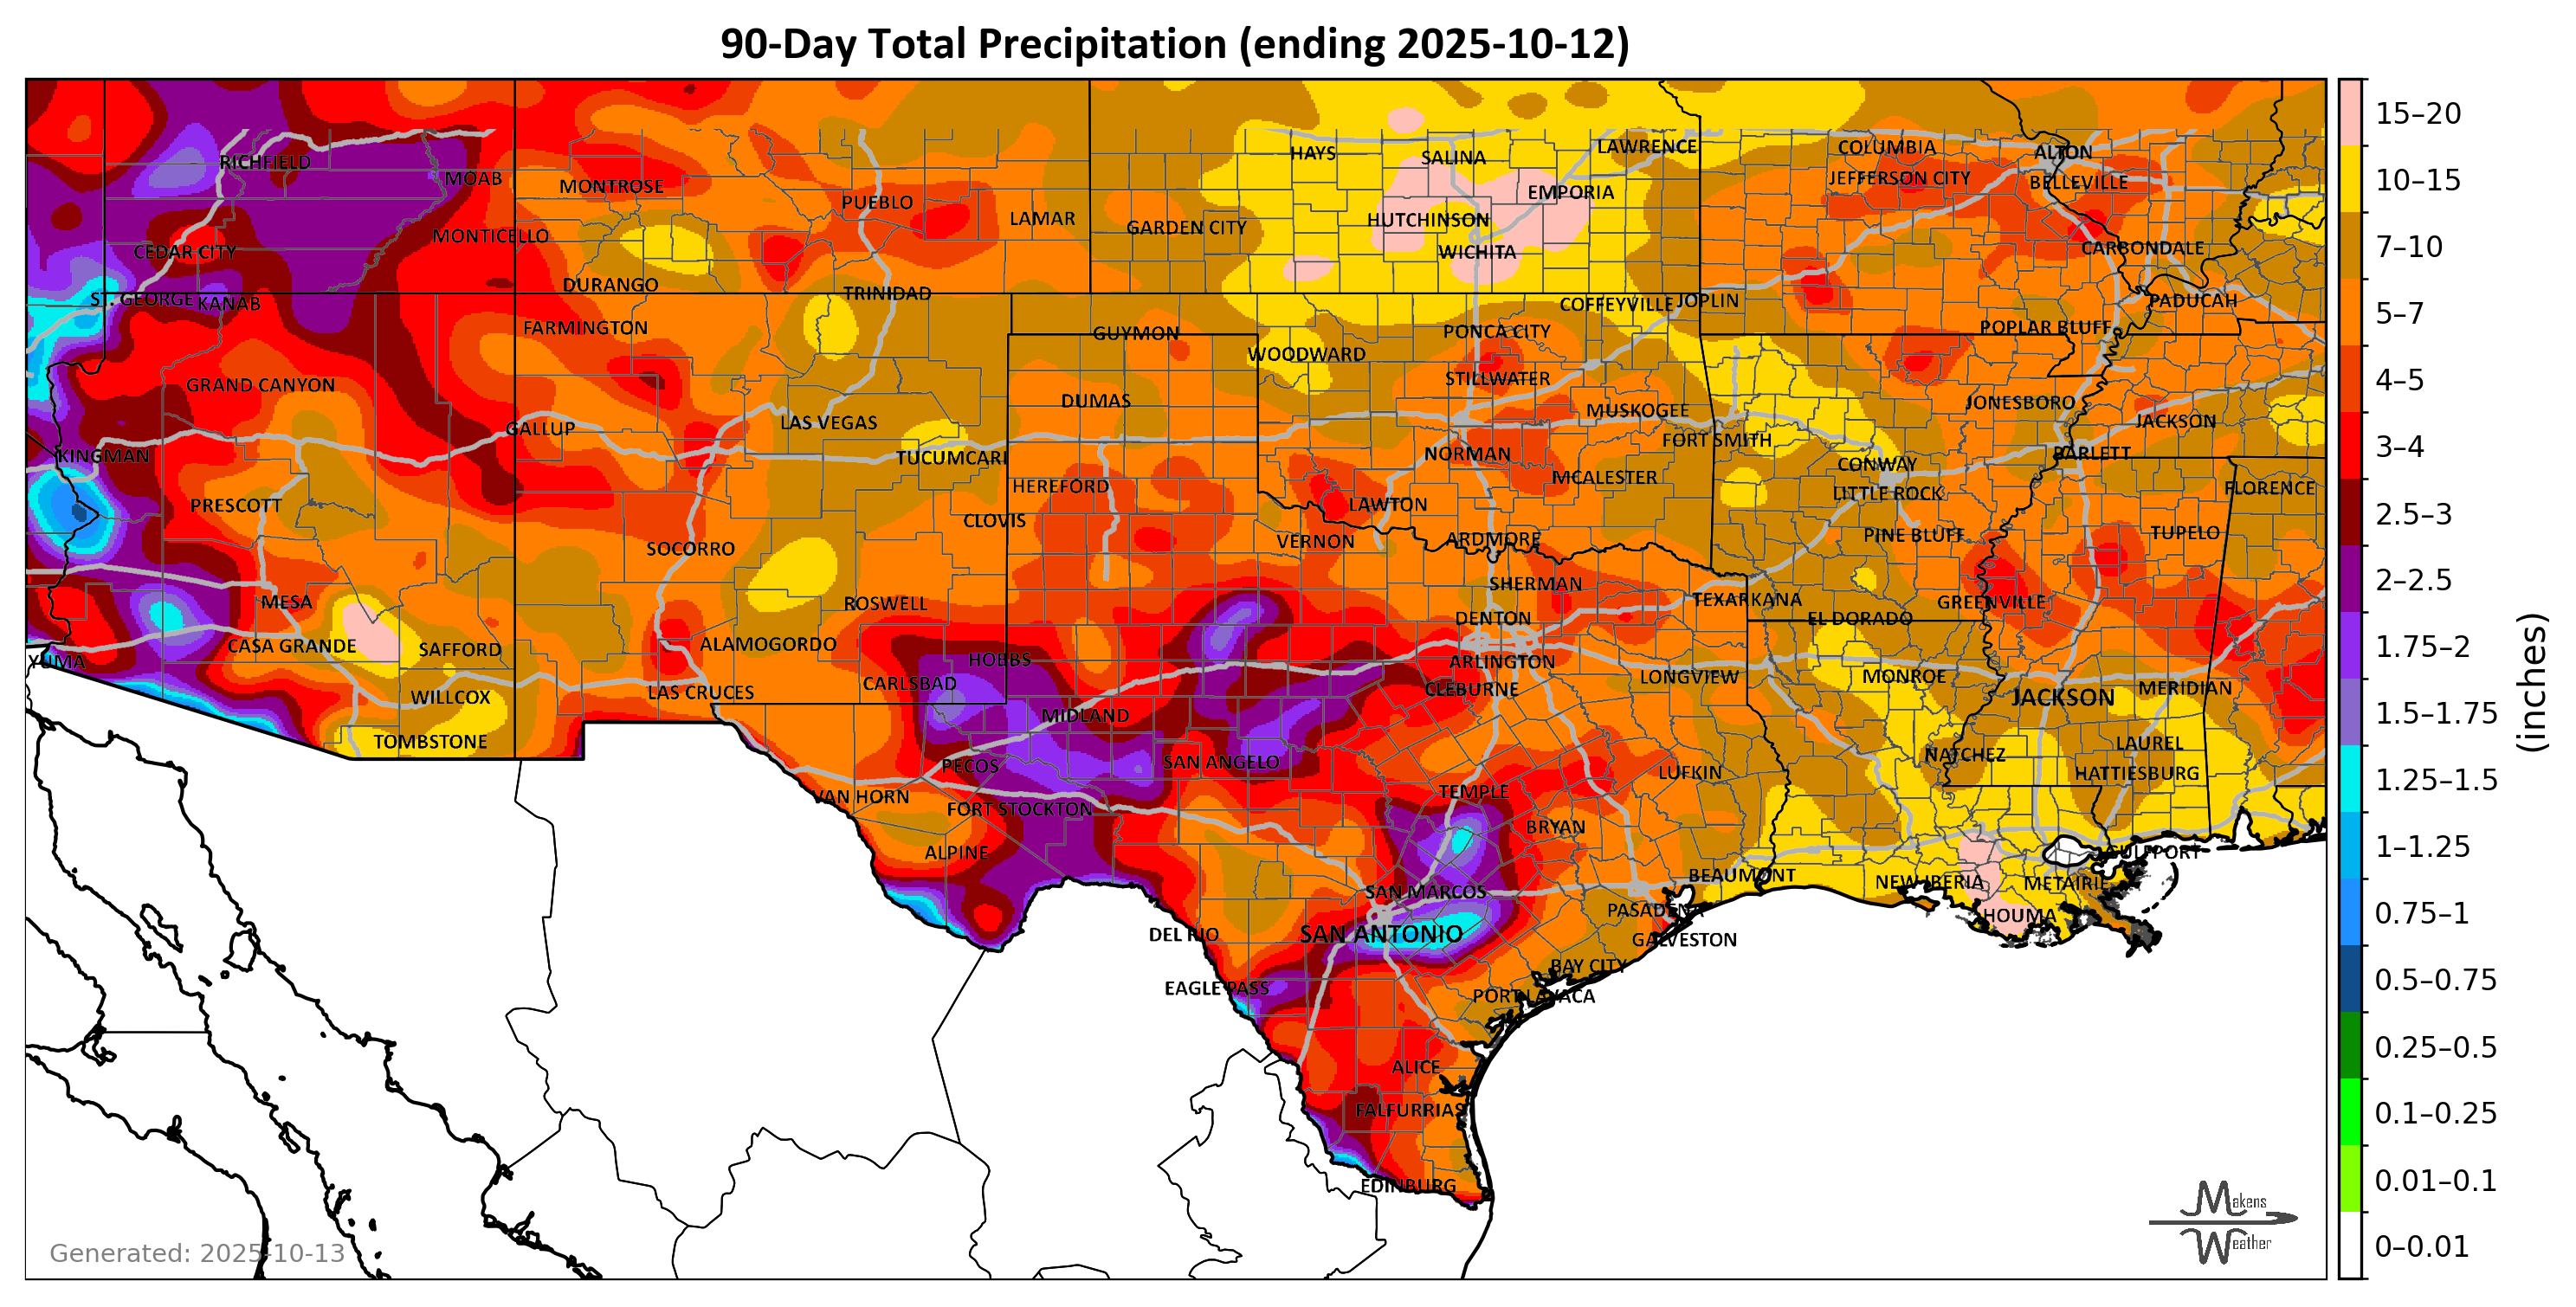 90-Day Total Precipitation (ending 2025-10-12)
RICHFIELD
MOAB
MONTROSE
PUEBLO
LAMAR
GARDEN CITY
HAYS
SALINA
LAWRENCE
EMPORIA
HUTCHINSON
WICHITA
COLUMBIA
JEFFERSON CITY
ALTON
BELLEVILLE
CARBONDALE
CEDAR CITY
MONTICELLO
DURANGO
TRINIDAD
ST. GEORGE
KANAB
FARMINGTON
GUYMON
COFFEYVILLE
JOPLIN
PADUCAH
POPLAR BLUFF
WOODWARD
PONCA CITY
STILLWATER
GRAND CANYON
DUMAS
LAS VEGAS
GALLUP
MUSKOGEE
FORT SMITH
JONESBORO
JACKSON
KINGMAN
TUCUMCARI
NORMAN
BARLETT
CONWAY
MCALESTER
LITTLE ROCK
FLORENCE
PRESCOTT
HEREFORD
LAWTON
CLOVIS
VERNON
ARDMORE
PINE BLUFF
TUPELO
SOCORRO
SHERMAN
MESA
ROSWELL
DENTON
TEXARKANA
GREENVILLE
EL DORADO
CASA GRANDE
SAFFORD
ALAMOGORDO
YUMA
HOBBS
ARLINGTON
CARLSBAD
CLEBURNE
LONGVIEW
MONROE
JACKSON
MERIDIAN
WILLCOX
LAS CRUCES
MIDLAND
TOMBSTONE
PECOS
SAN ANGELO
LUFKIN
NATCHEZ
LAUREL
HATTIESBURG
VAN HORN
FORT STOCKTON
TEMPLE
BRYAN
ALPINE
GULFPORT
SAN MARCOS
BEAUMONT
NEW IBERIA
METAIRIE
PASADENA
HOUMA
DEL RIO
SAN ANTONIO
GALVESTON
BAY CITY
EAGLE PASS
PORT LAVACA
ALICE
FALFURRIAS
EDINBURG
15–20
10–15
7–10
5–7
4–5
3–4
2.5–3
2–2.5
1.75–2
1.5–1.75
1.25–1.5
1–1.25
0.75–1
0.5–0.75
0.25–0.5
0.1–0.25
0.01–0.1
0–0.01
(inches)
Generated: 2025-10-13
Makens
Weather